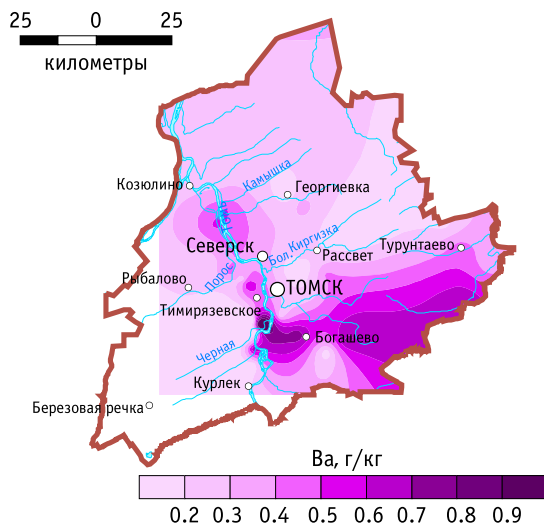 25 0 25
километры
Камышка
Козюлино
Георгиевка
Томь
Бол. Киргизка
Северск
Рассвет
Турунтаево
Порос
Рыбалово
ТОМСК
Тимирязевское
Богашево
Черная
Курлек
Березовая речка
Ba, г/кг
0.2 0.3 0.4 0.5 0.6 0.7 0.8 0.9